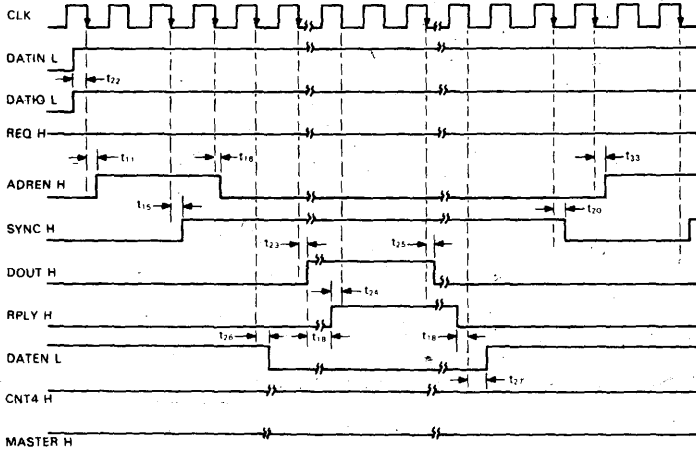 CLK
DATIN L
t22
DATIO L
REQ H
t11
t16
t33
ADREN H
t15
t20
SYNC H
t23
t25
DOUT H
t24
RPLY H
t26
t18
t18
DATEN L
t27
CNT4 H
MASTER H